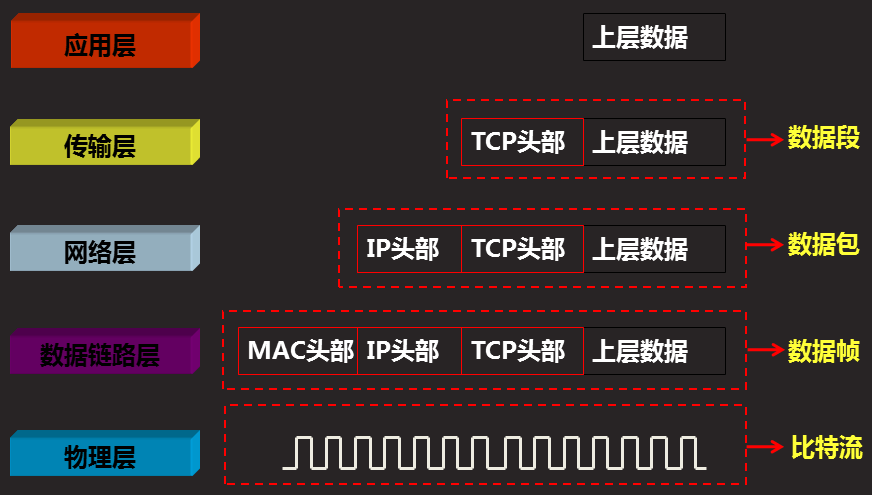 应用层 上层数据
传输层 TCP头部 上层数据 数据段
网络层 IP头部 TCP头部 上层数据 数据包
数据链路层 MAC头部 IP头部 TCP头部 上层数据 数据帧
物理层 比特流